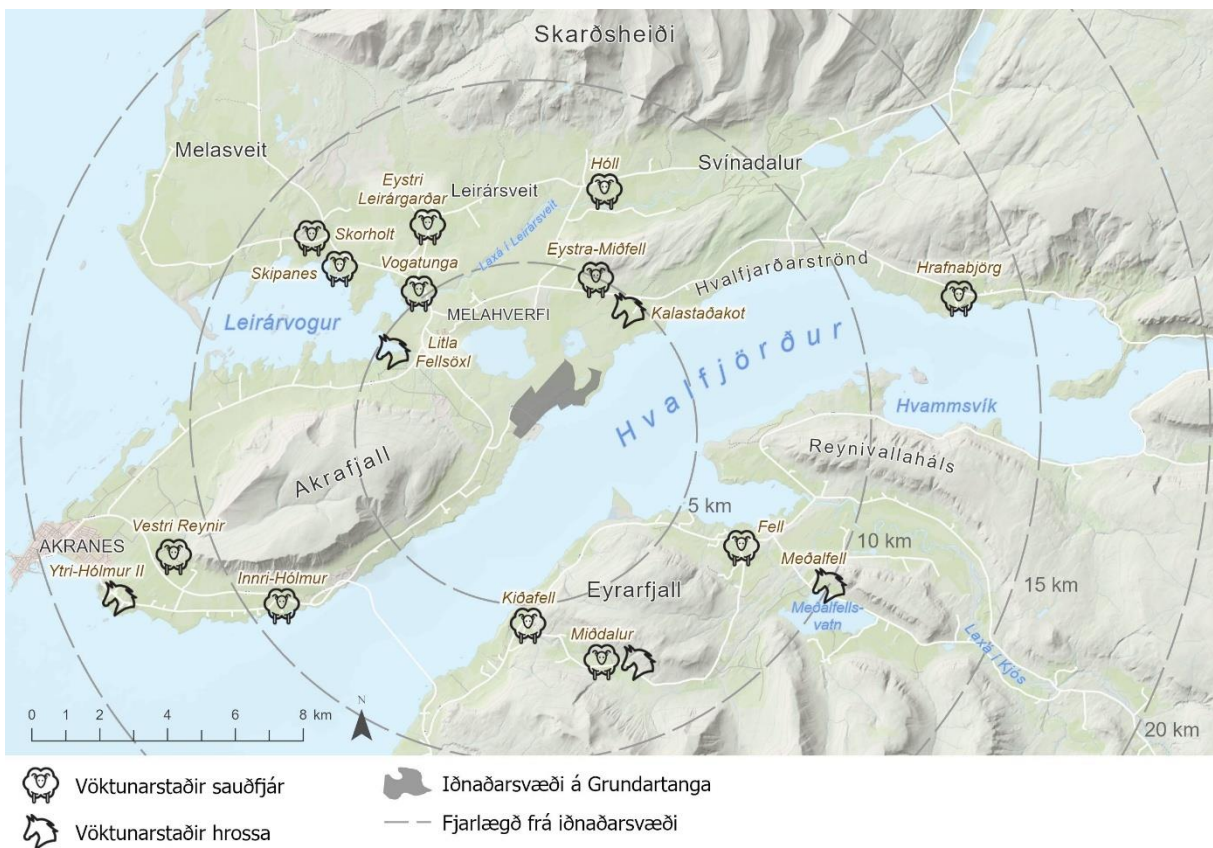 Skarðsheiði
Melasveit
Hóll
Svínadalur
Eystri
Leirárgarðar
Leirársveit
Laxá í Leirársveit
Skorholt
Eystra-Miðfell
Skipanes
Vogatunga
Hvalfjarðarströnd
Hrafnabjörg
Leirárvogur
MELAHVERFI
Kalastaðakot
Litla
Fellsöxl
Hvalfjörður
Hvammsvík
Reynivallaháls
Akrafjall
5 km
Vestri Reynir
Fell
10 km
AKRANES
Ytri-Hólmur II
Innri-Hólmur
Meðalfell
15 km
Kiðafell
Eyrarfjall
Meðalfells-
vatn
Miðdalur
Laxá í Kjós
0 1 2 4 6 8 km
N
20 km
Vöktunarstaðir sauðfjár
Iðnaðarsvæði á Grundartanga
Vöktunarstaðir hrossa
Fjarlægð frá iðnaðarsvæði